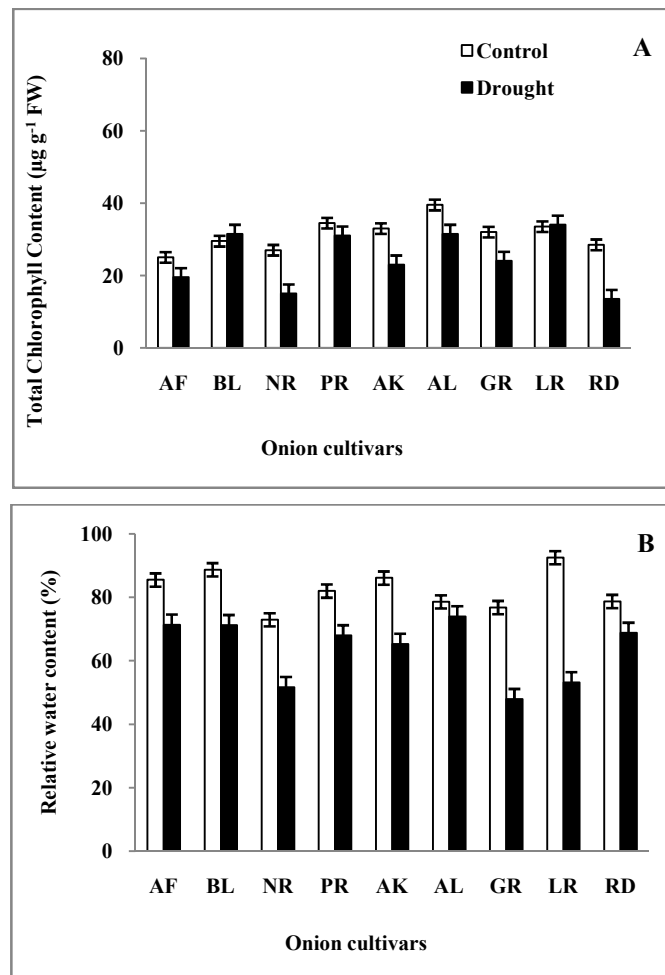 A
Control
Drought
80
60
40
20
0
Total Chlorophyll Content (µg g⁻¹ FW)
AF BL NR PR AK AL GR LR RD
Onion cultivars
B
100
80
60
40
20
0
Relative water content (%)
AF BL NR PR AK AL GR LR RD
Onion cultivars